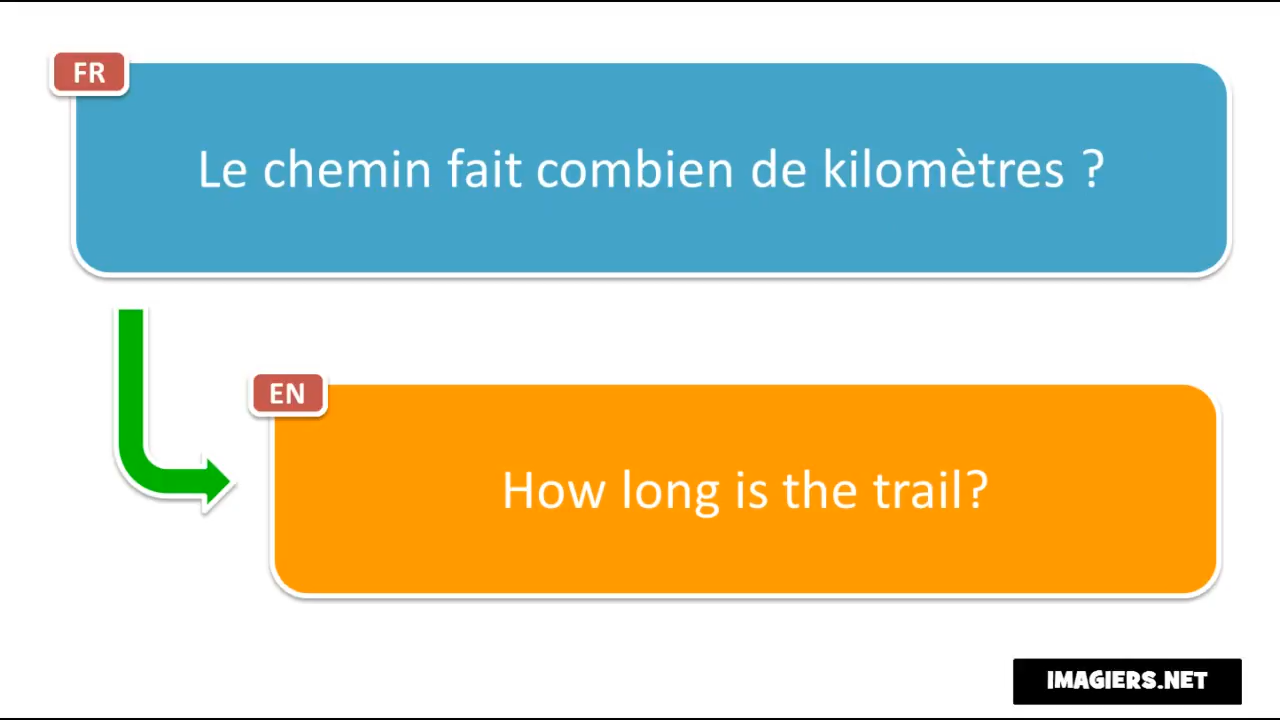 FR
Le chemin fait combien de kilomètres ?
EN
How long is the trail?
IMAGIERS.NET